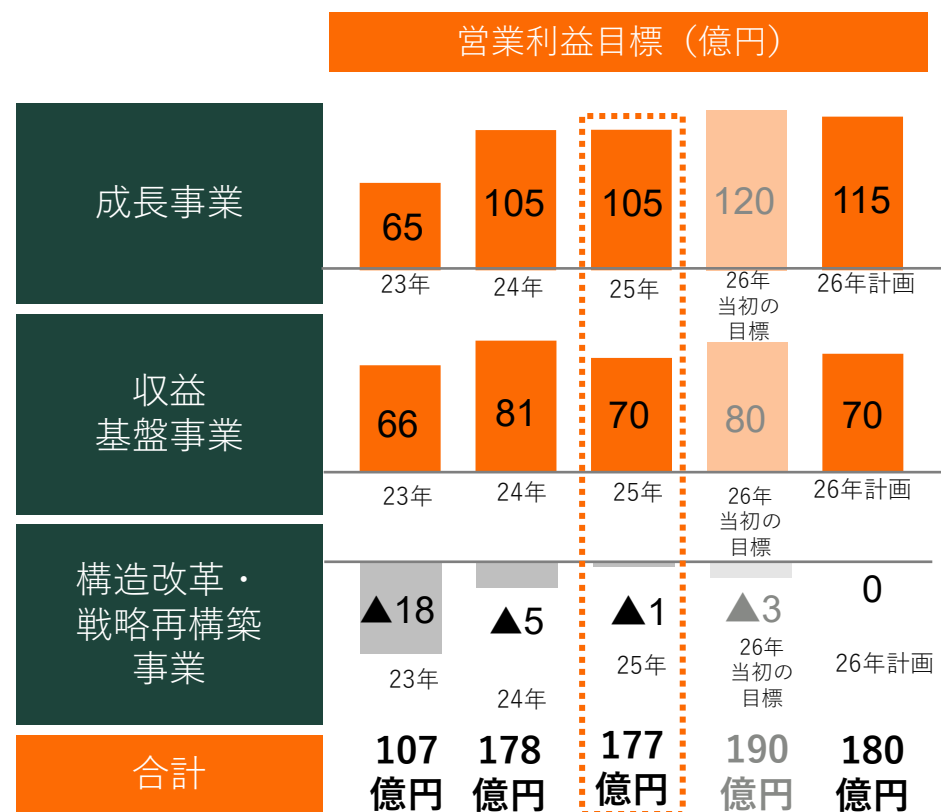 営業利益目標（億円）
成長事業
65
105
105
120
115
23年
24年
25年
26年
当初の
目標
26年計画
収益
基盤事業
66
81
70
80
70
23年
24年
25年
26年
当初の
目標
26年計画
構造改革・
戦略再構築
事業
▲18
▲5
▲1
▲3
0
23年
24年
25年
26年
当初の
目標
26年計画
合計
107
億円
178
億円
177
億円
190
億円
180
億円